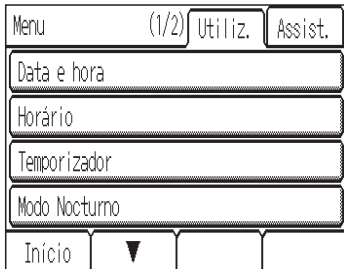 Menu (1/2) Utiliz. Assist.
Data e hora
Horário
Temporizador
Modo Nocturno
Início ▼